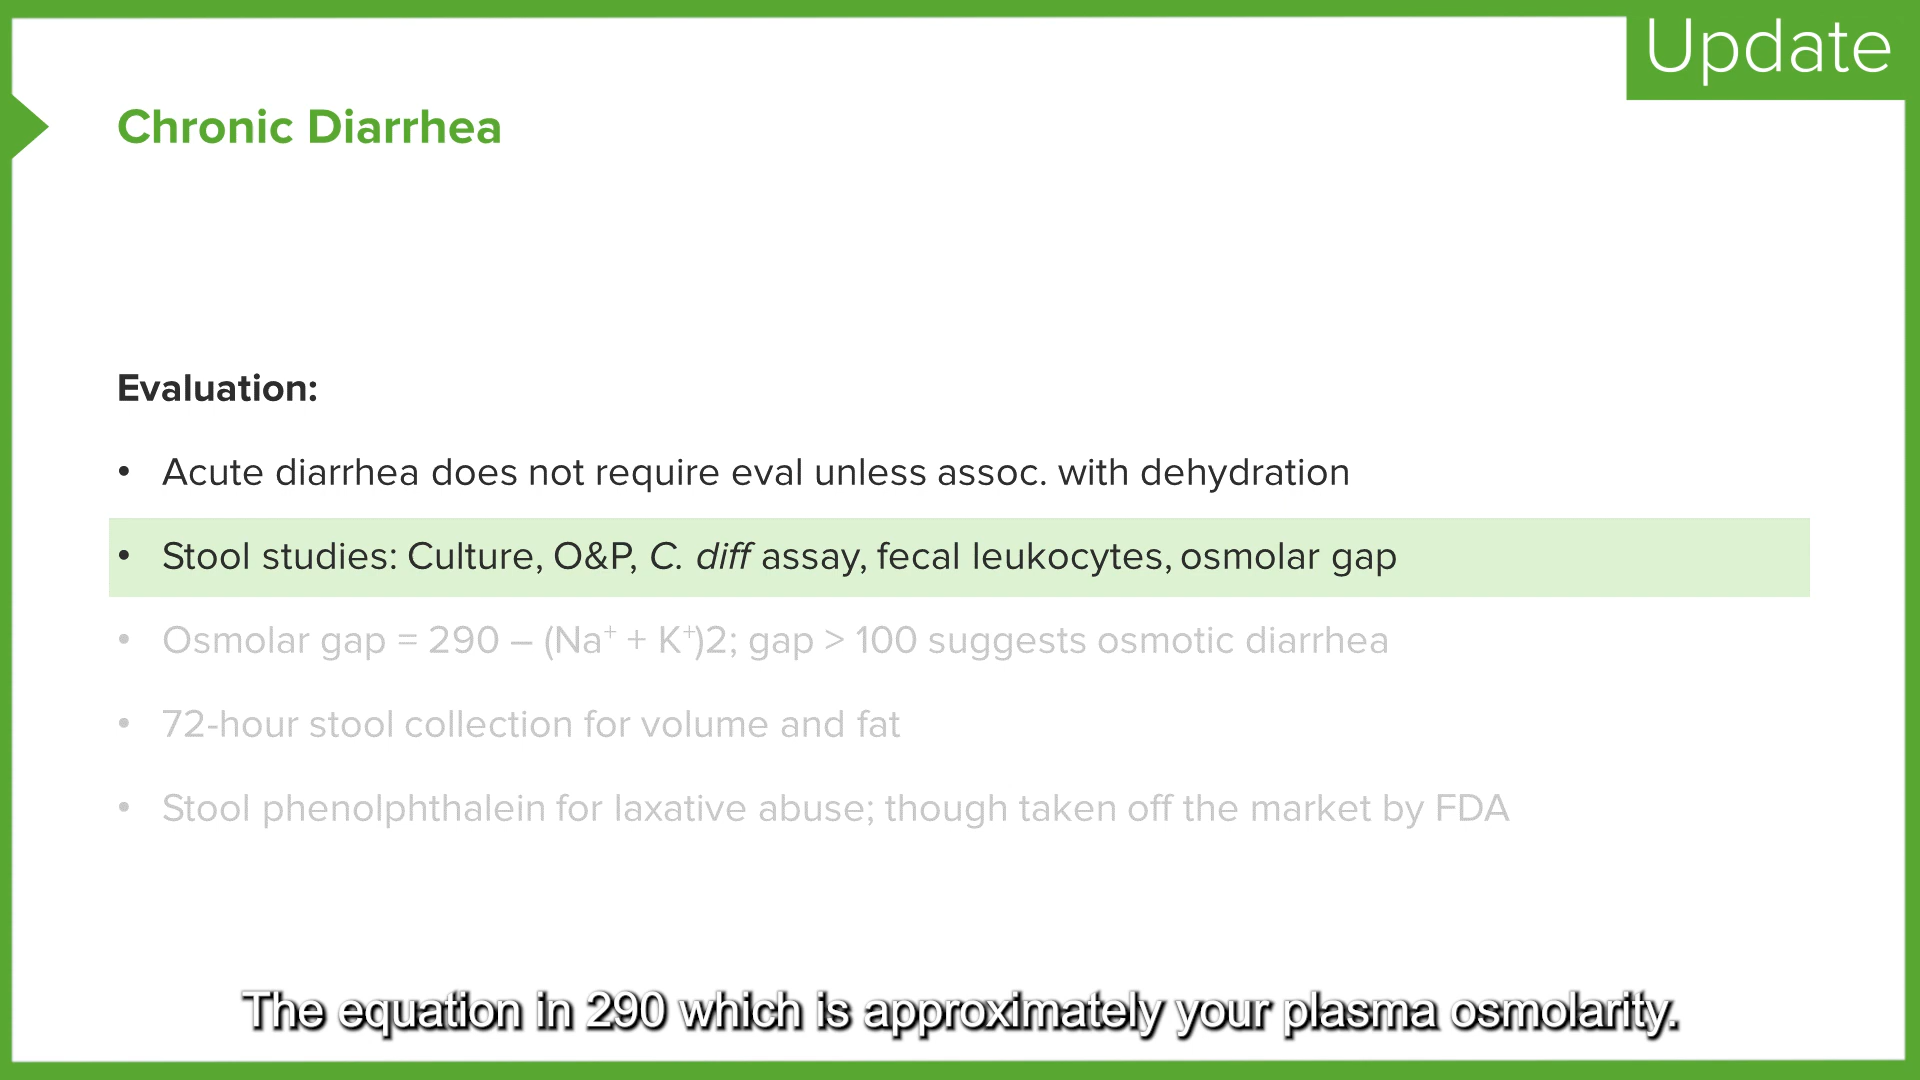 Update
Chronic Diarrhea
Evaluation:
• Acute diarrhea does not require eval unless assoc. with dehydration
• Stool studies: Culture, O&P, C. diff assay, fecal leukocytes, osmolar gap
• Osmolar gap = 290 – (Na⁺ + K⁺)2; gap > 100 suggests osmotic diarrhea
• 72-hour stool collection for volume and fat
• Stool phenolphthalein for laxative abuse; though taken off the market by FDA
The equation in 290 which is approximately your plasma osmolarity.